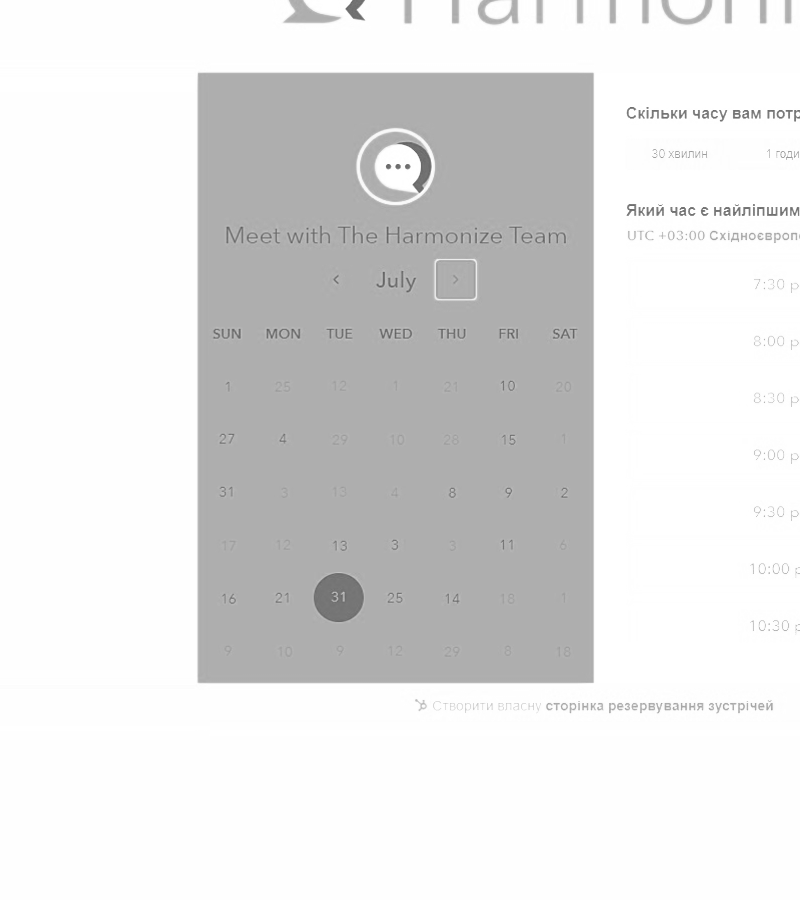 Harmoni
Meet with The Harmonize Team
July
SUN MON TUE WED THU FRI SAT
1 25 12 1 21 10 20
27 4 29 10 28 15 1
31 3 13 4 8 9 2
17 12 13 3 3 11 6
16 21 31 25 14 18 1
9 10 9 12 29 8 18
Скільки часу вам потр
30 хвилин 1 годи
Який час є найліпшим
UTC +03:00 Східноєвропе
7:30 p
8:00 p
8:30 p
9:00 p
9:30 p
10:00 p
10:30 p
Створити власну сторінка резервування зустрічей